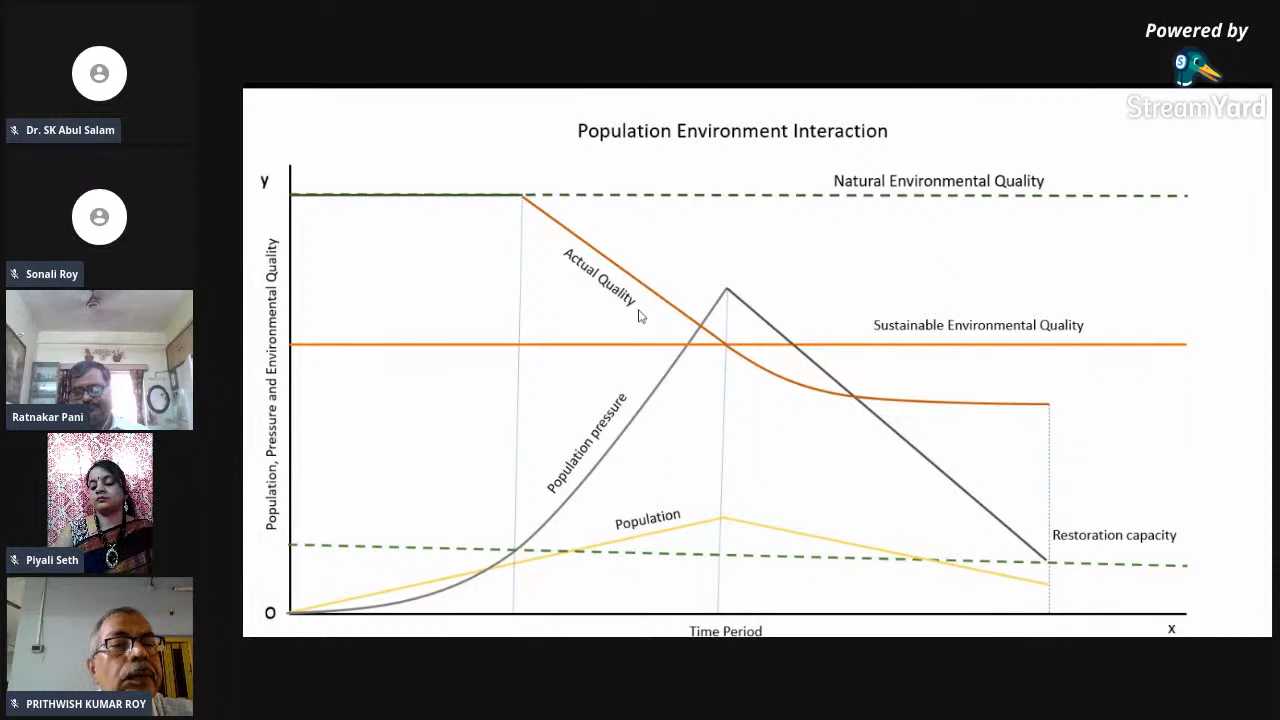 Powered by
S
StreamYard
Dr. SK Abul Salam
Sonali Roy
Ratnakar Pani
Piyali Seth
PRITHWISH KUMAR ROY
Population Environment Interaction
y
Natural Environmental Quality
Actual Quality
Sustainable Environmental Quality
Population pressure
Population
Restoration capacity
Population, Pressure and Environmental Quality
O
Time Period
x